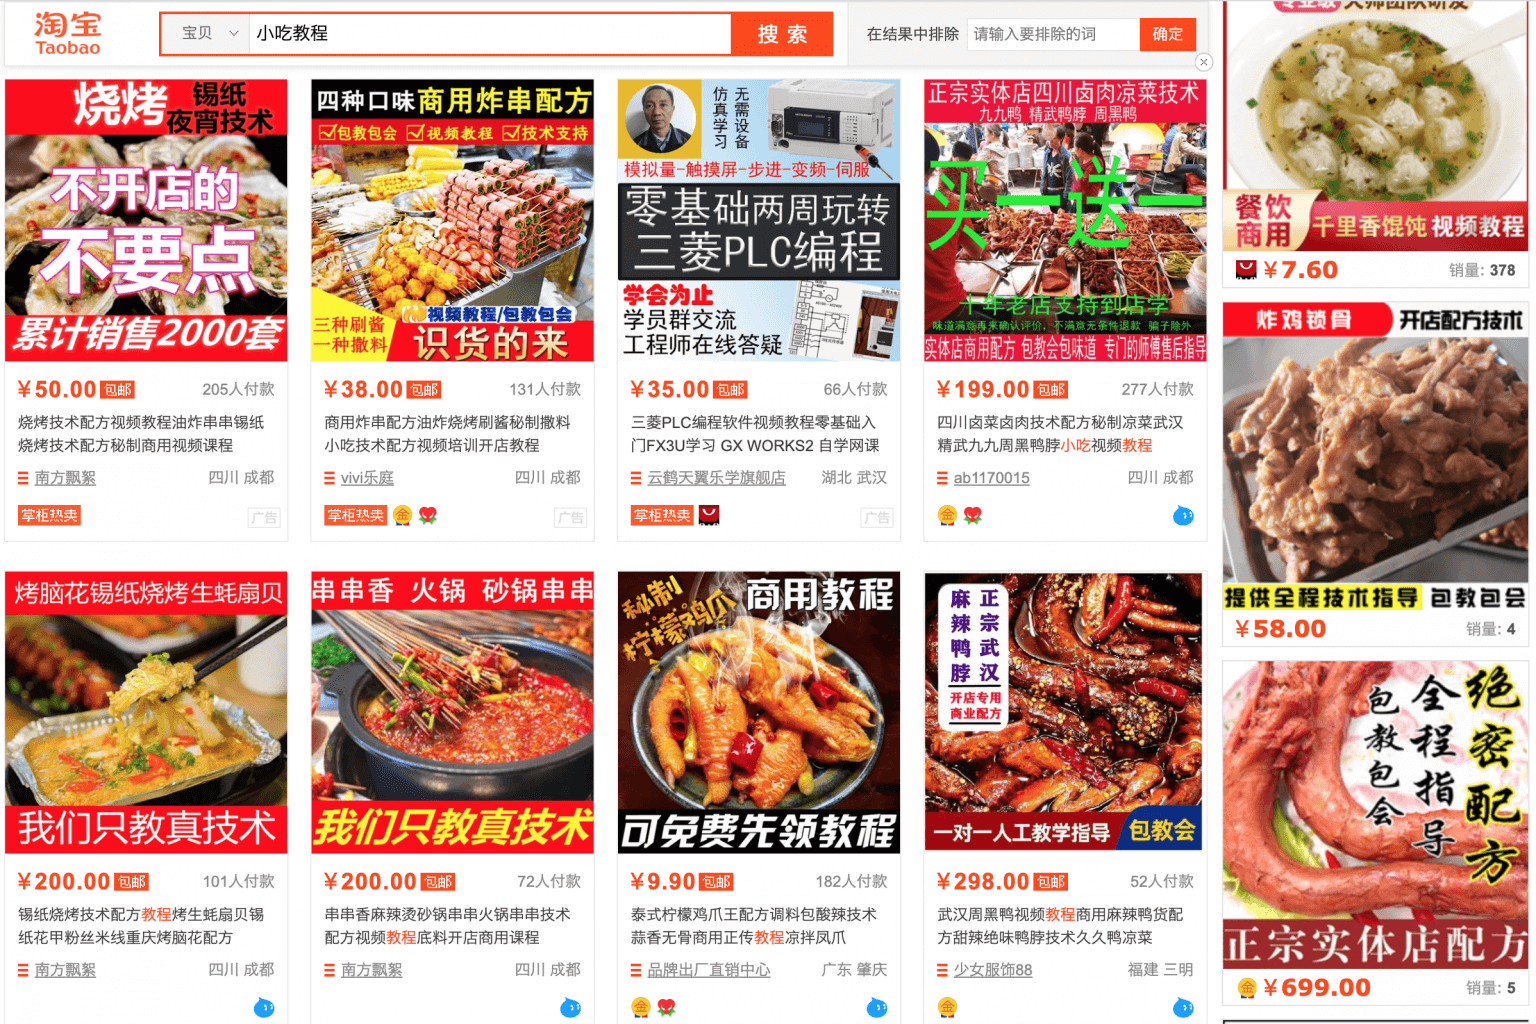 淘宝
Taobao
宝贝
小吃教程
搜索
在结果中排除
请输入要排除的词
确定
烧烤
锡纸
夜宵技术
不开店的
不要点
累计销售2000套
¥50.00 包邮 205人付款
烧烤技术配方视频教程油炸串串锡纸
烧烤技术配方秘制商用视频课程
南方飘絮 四川 成都
掌柜热卖 广告
四种口味商用炸串配方
包教包会 视频教程 技术支持
视频教程/包教包会
三种刷酱
一种撒料
识货的来
¥38.00 包邮 131人付款
商用炸串配方油炸烧烤刷酱秘制撒料
小吃技术配方视频培训开店教程
vivi乐庭 四川 成都
掌柜热卖 金 广告
仿真学习
无需设备
模拟量-触摸屏-步进-变频-伺服
零基础两周玩转
三菱PLC编程
学会为止
学员群交流
工程师在线答疑
¥35.00 包邮 66人付款
三菱PLC编程软件视频教程零基础入
门FX3U学习 GX WORKS2 自学网课
云鹤天翼乐学旗舰店 湖北 武汉
掌柜热卖 广告
正宗实体店四川卤肉凉菜技术
九九鸭 精武鸭脖 周黑鸭
买一送一
十年老店支持到店学
味道满意再来确认评价，不满意无条件退款 骗子除外
实体店商用配方 包教会包味道 专门的师傅售后指导
¥199.00 包邮 277人付款
四川卤菜卤肉技术配方秘制凉菜武汉
精武九九周黑鸭脖小吃视频教程
ab1170015 四川 成都
金
烤脑花锡纸烧烤生蚝扇贝
我们只教真技术
¥200.00 包邮 101人付款
锡纸烧烤技术配方教程烤生蚝扇贝锡
纸花甲粉丝米线重庆烤脑花配方
南方飘絮 四川 成都
串串香 火锅 砂锅串串
我们只教真技术
¥200.00 包邮 72人付款
串串香麻辣烫砂锅串串火锅串串技术
配方视频教程底料开店商用课程
南方飘絮 四川 成都
秘制
柠檬鸡爪
商用教程
可免费先领教程
¥9.90 包邮 182人付款
泰式柠檬鸡爪王配方调料包酸辣技术
蒜香无骨商用正传教程凉拌凤爪
品牌出厂直销中心 广东 肇庆
金
正宗武汉
麻辣鸭脖
开店专用
商业配方
一对一人工教学指导 包教会
¥298.00 包邮 52人付款
武汉周黑鸭视频教程商用麻辣鸭货配
方甜辣绝味鸭脖技术久久鸭凉菜
少女服饰88 福建 三明
金
专业级 大师团队研发
餐饮
商用
千里香馄饨 视频教程
¥7.60 销量: 378
炸鸡锁骨 开店配方技术
提供全程技术指导 包教包会
¥58.00 销量: 4
绝密配方
全程指导
包教包会
正宗实体店配方
金 ¥699.00 销量: 5